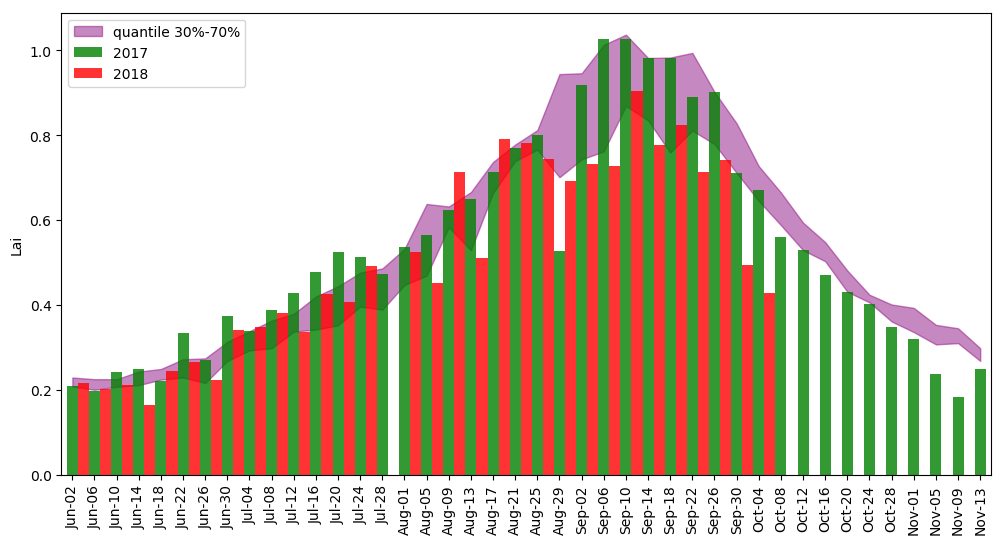 quantile 30%-70%
2017
2018
Lai
1.0
0.8
0.6
0.4
0.2
0.0
Jun-02
Jun-06
Jun-10
Jun-14
Jun-18
Jun-22
Jun-26
Jun-30
Jul-04
Jul-08
Jul-12
Jul-16
Jul-20
Jul-24
Jul-28
Aug-01
Aug-05
Aug-09
Aug-13
Aug-17
Aug-21
Aug-25
Aug-29
Sep-02
Sep-06
Sep-10
Sep-14
Sep-18
Sep-22
Sep-26
Sep-30
Oct-04
Oct-08
Oct-12
Oct-16
Oct-20
Oct-24
Oct-28
Nov-01
Nov-05
Nov-09
Nov-13